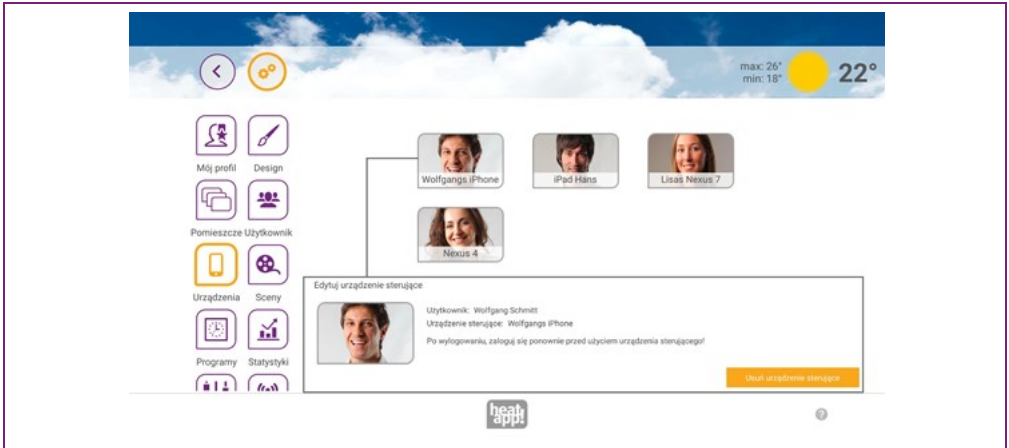 max: 26°
min: 18°
22°
Mój profil
Design
Wolfgangs iPhone
iPad Hans
Lisas Nexus 7
Pomieszcze
Użytkownik
Nexus 4
Urządzenia
Sceny
Edytuj urządzenie sterujące
Użytkownik: Wolfgang Schmitt
Urządzenie sterujące: Wolfgangs iPhone
Po wylogowaniu, zaloguj się ponownie przed użyciem urządzenia sterującego!
Programy
Statystyki
Usuń urządzenie sterujące
heat
app!
?